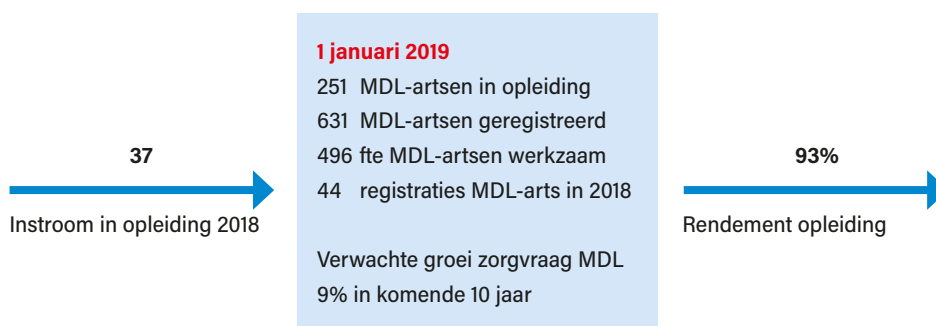 37
Instroom in opleiding 2018
1 januari 2019
251 MDL-artsen in opleiding
631 MDL-artsen geregistreerd
496 fte MDL-artsen werkzaam
44 registraties MDL-arts in 2018
Verwachte groei zorgvraag MDL
9% in komende 10 jaar
93%
Rendement opleiding